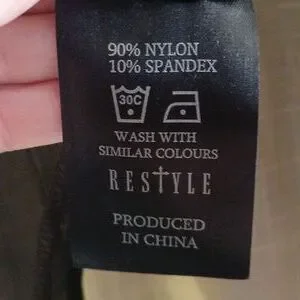 90% NYLON
10% SPANDEX
30C
WASH WITH
SIMILAR COLOURS
RESTYLE
PRODUCED
IN CHINA